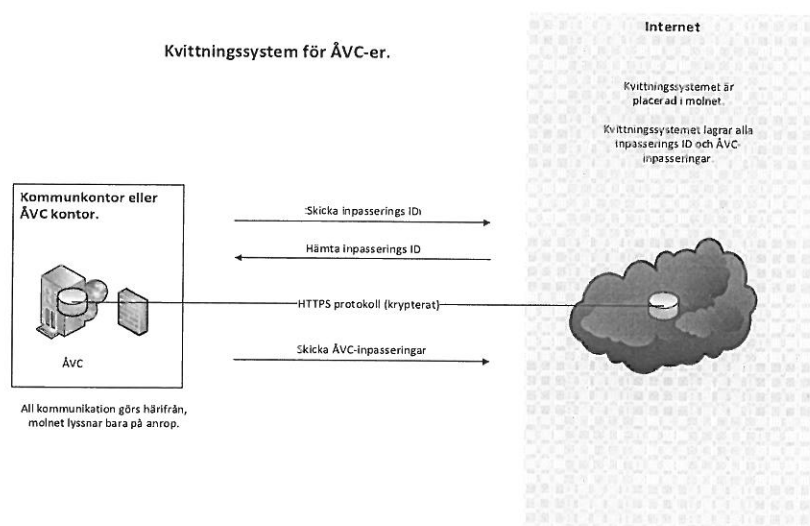 Kvittningssystem för ÅVC-er.
Internet
Kvittningssystemet är
placerad i molnet.
Kvittningssystemet lagrar alla
inpasserings ID och ÅVC-
inpasseringar.
Kommunkontor eller
ÅVC kontor.
Skicka inpasserings IDı
Hämta inpasserings ID
HTTPS protokoll (krypterat)
Skicka ÅVC-inpasseringar
ÅVC
All kommunikation görs härifrån,
molnet lyssnar bara på anrop.